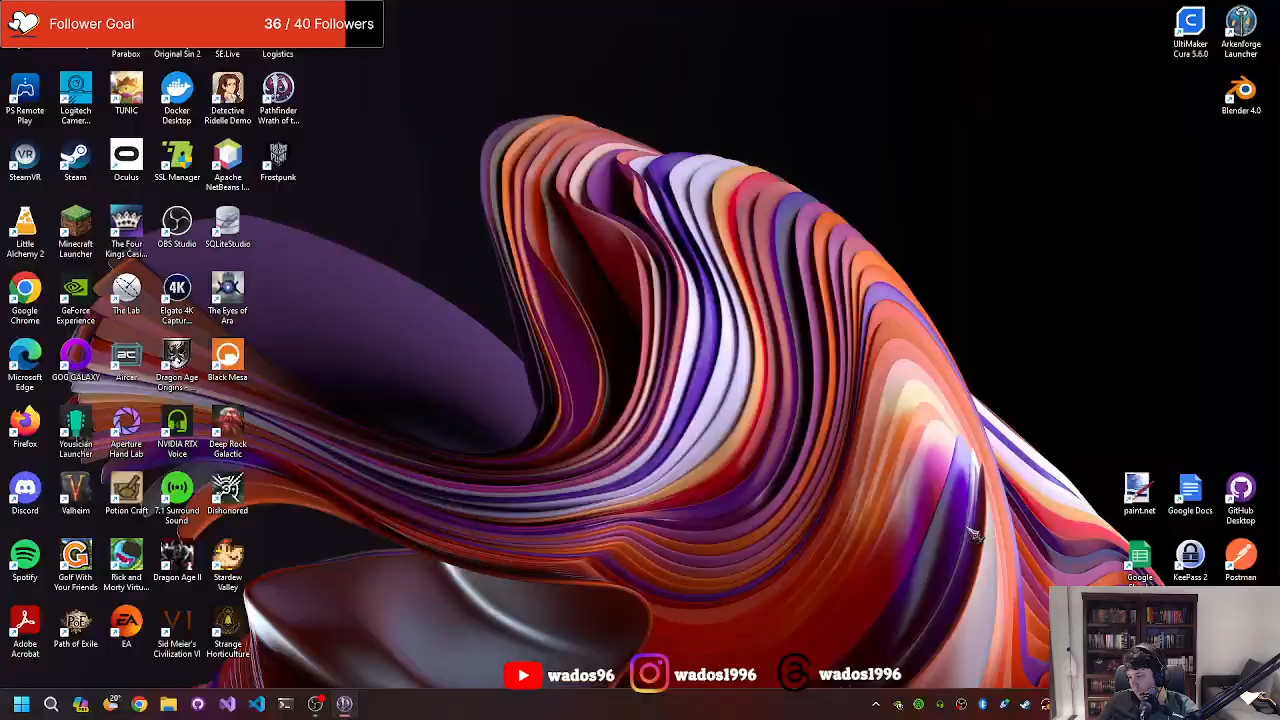 Follower Goal 36 / 40 Followers
Parabox
Original Sin 2
SE.Live
Logistics
UltiMaker Cura 5.6.0
Arkenforge Launcher
PS Remote Play
Logitech Camer...
TUNIC
Docker Desktop
Detective Ridelle Demo
Pathfinder Wrath of t...
Blender 4.0
SteamVR
Steam
Oculus
SSL Manager
Apache NetBeans I...
Frostpunk
Little Alchemy 2
Minecraft Launcher
The Four Kings Casi...
OBS Studio
SQLiteStudio
Google Chrome
GeForce Experience
The Lab
Elgato 4K Captur...
The Eyes of Ara
Microsoft Edge
GOG GALAXY
Aircar
Dragon Age Origins -...
Black Mesa
Firefox
Yousician Launcher
Aperture Hand Lab
NVIDIA RTX Voice
Deep Rock Galactic
Discord
Valheim
Potion Craft
7.1 Surround Sound
Dishonored
paint.net
Google Docs
GitHub Desktop
Spotify
Golf With Your Friends
Rick and Morty Virtu...
Dragon Age II
Stardew Valley
Google
KeePass 2
Postman
Adobe Acrobat
Path of Exile
EA
Sid Meier's Civilization VI
Strange Horticulture
wados96 wados1996 wados1996
20°